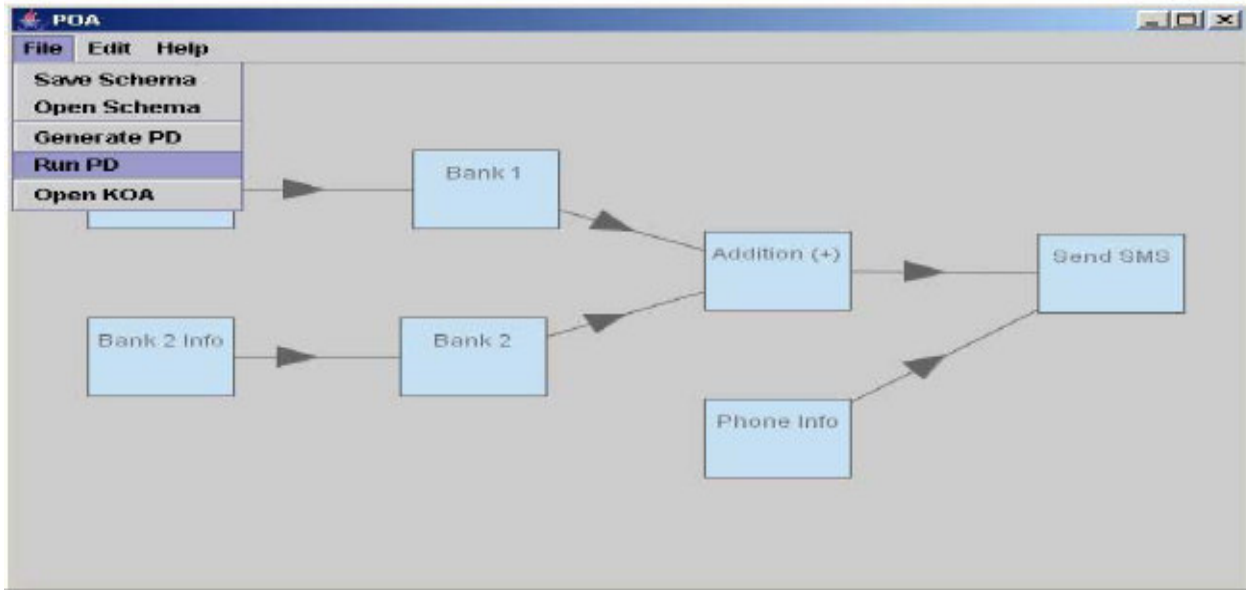 POA
File Edit Help
Save Schema
Open Schema
Generate PD
Run PD
Open KOA
Bank 1
Addition (+)
Send SMS
Bank 2 Info
Bank 2
Phone Info